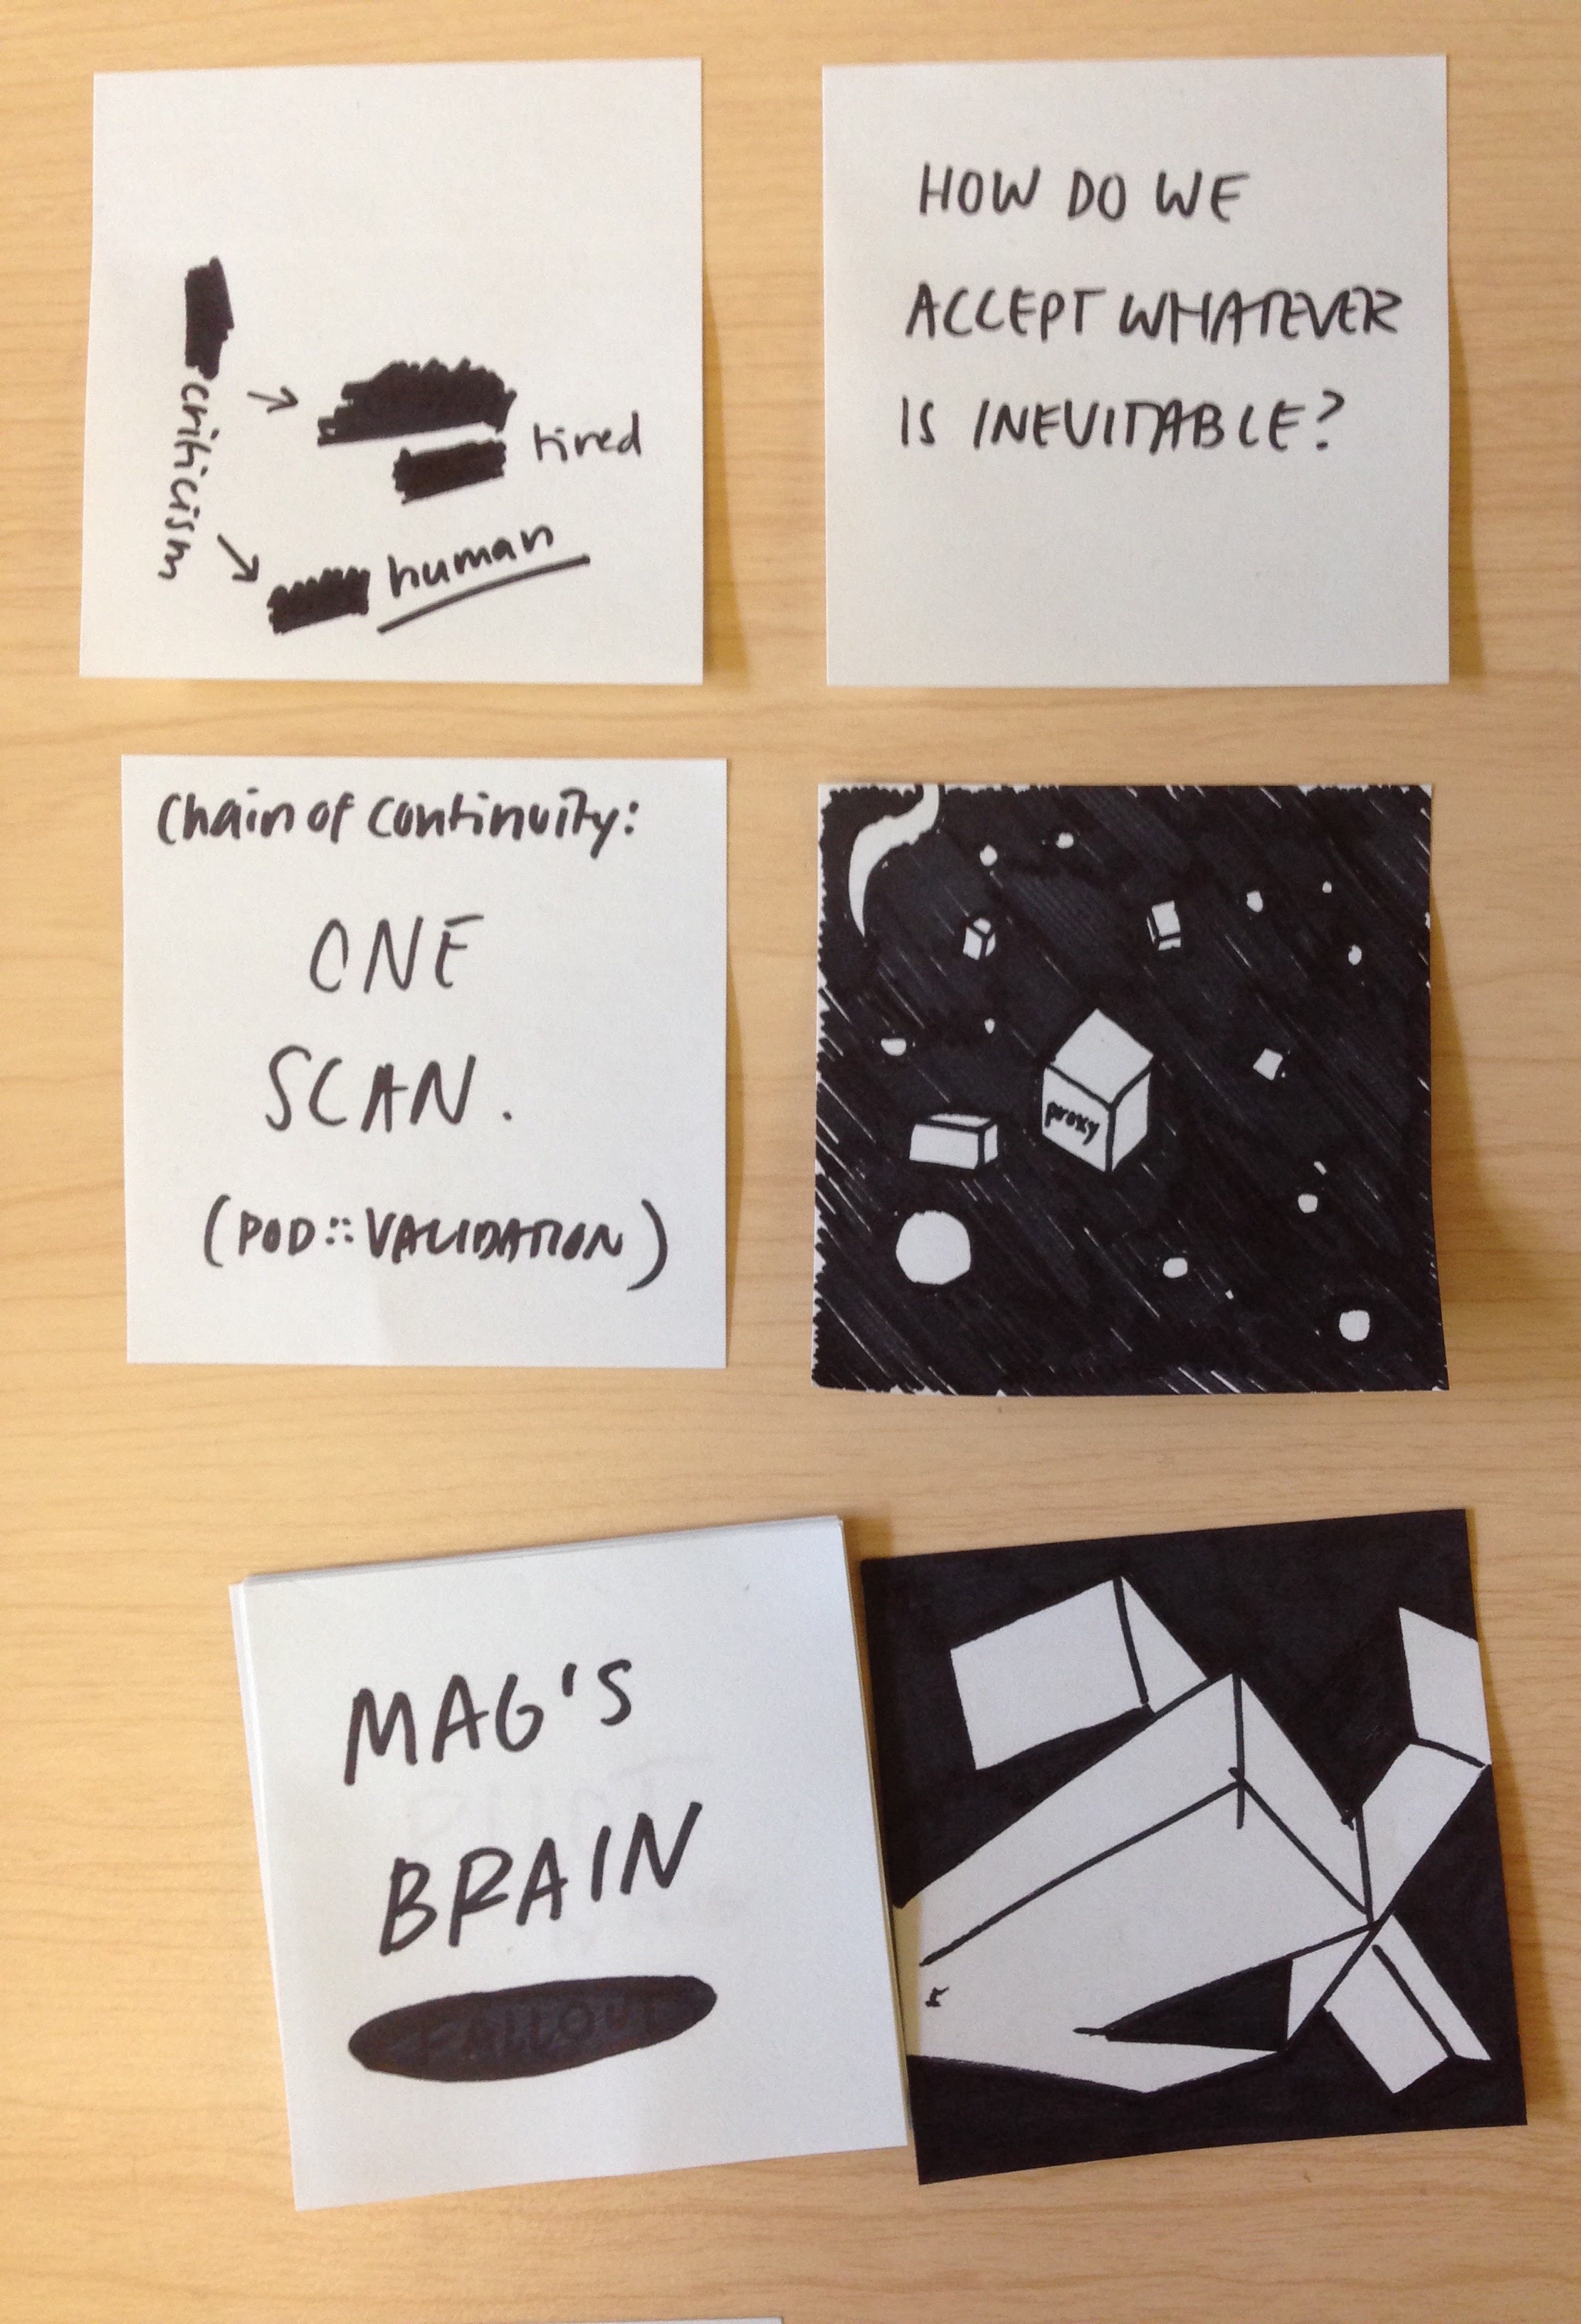 criticism
tired
human
HOW DO WE
ACCEPT WHATEVER
IS INEVITABLE?
Chain of continuity:
ONE
SCAN.
(POD::VALIDATION)
proxy
MAG'S
BRAIN
FALLOUT